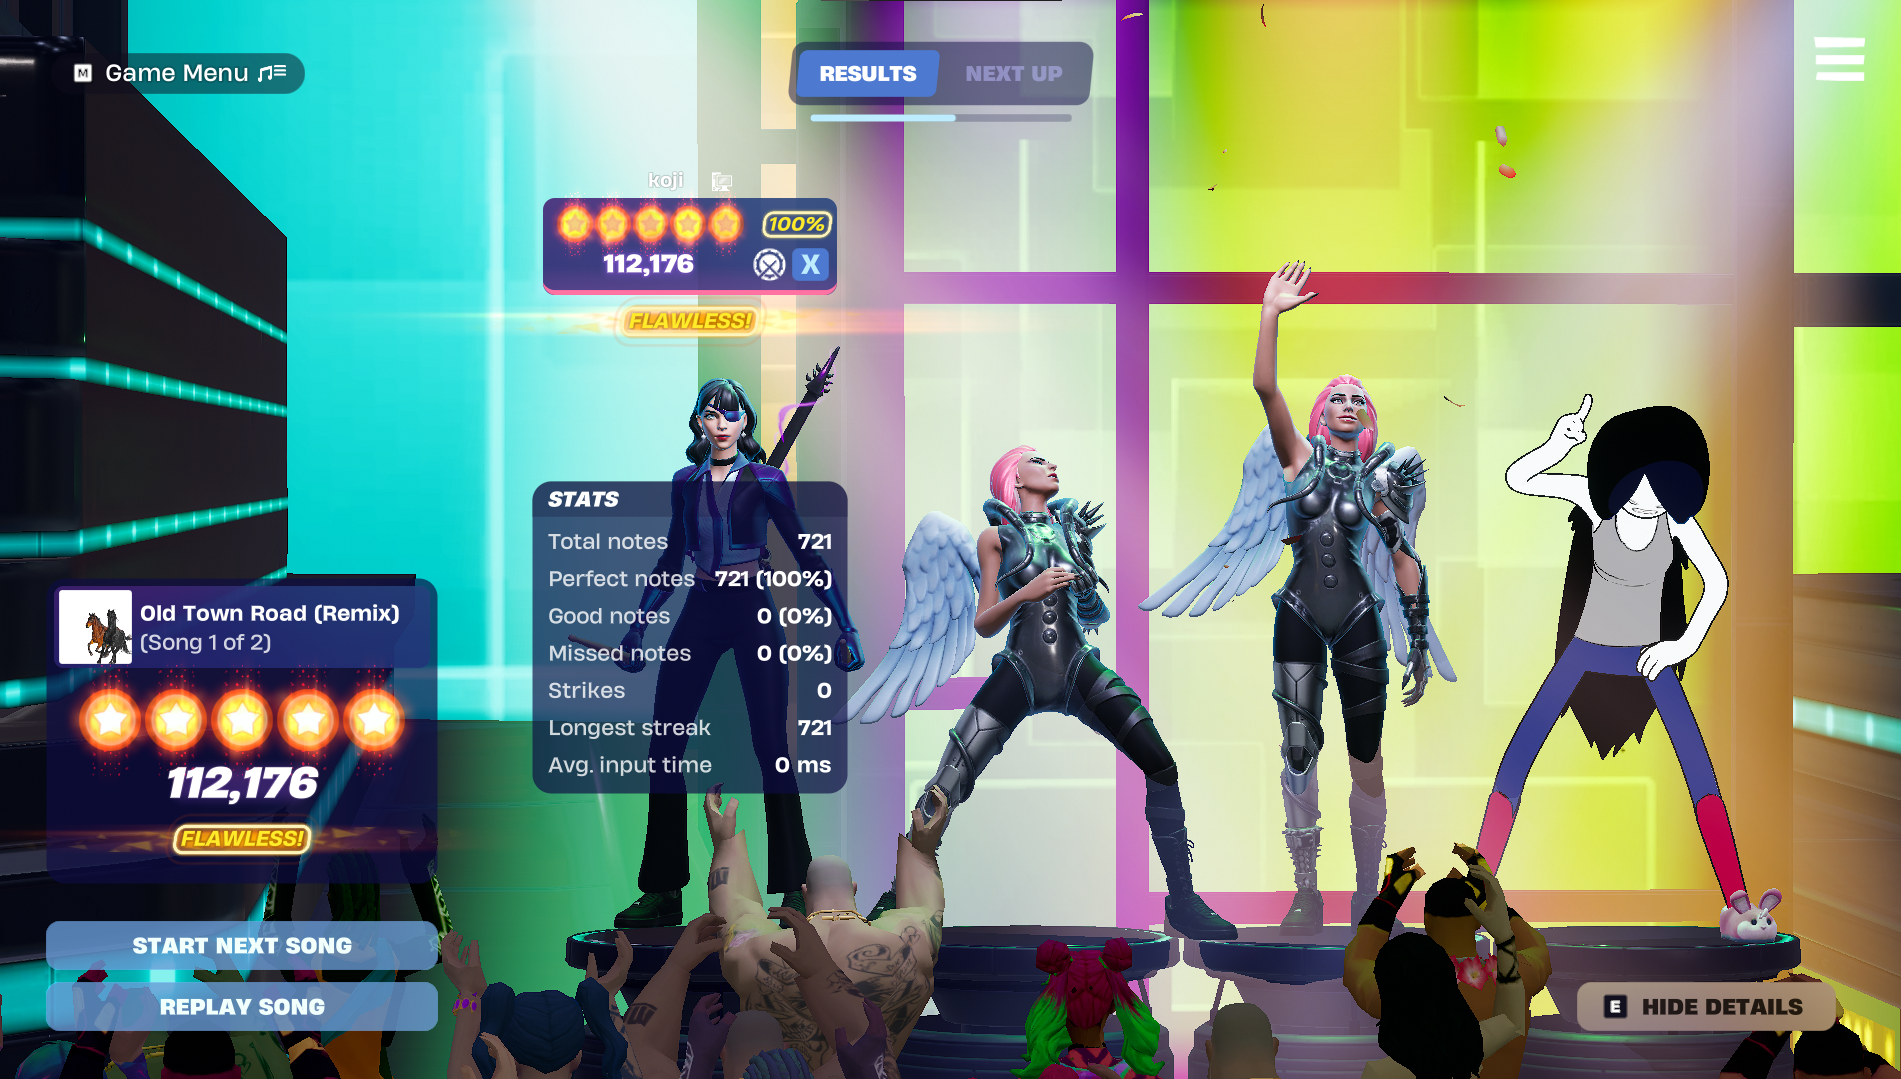 M Game Menu
RESULTS
NEXT UP
koji
100%
112,176
X
FLAWLESS!
STATS
Total notes 721
Perfect notes 721 (100%)
Good notes 0 (0%)
Missed notes 0 (0%)
Strikes 0
Longest streak 721
Avg. input time 0 ms
Old Town Road (Remix)
(Song 1 of 2)
112,176
FLAWLESS!
START NEXT SONG
REPLAY SONG
E HIDE DETAILS